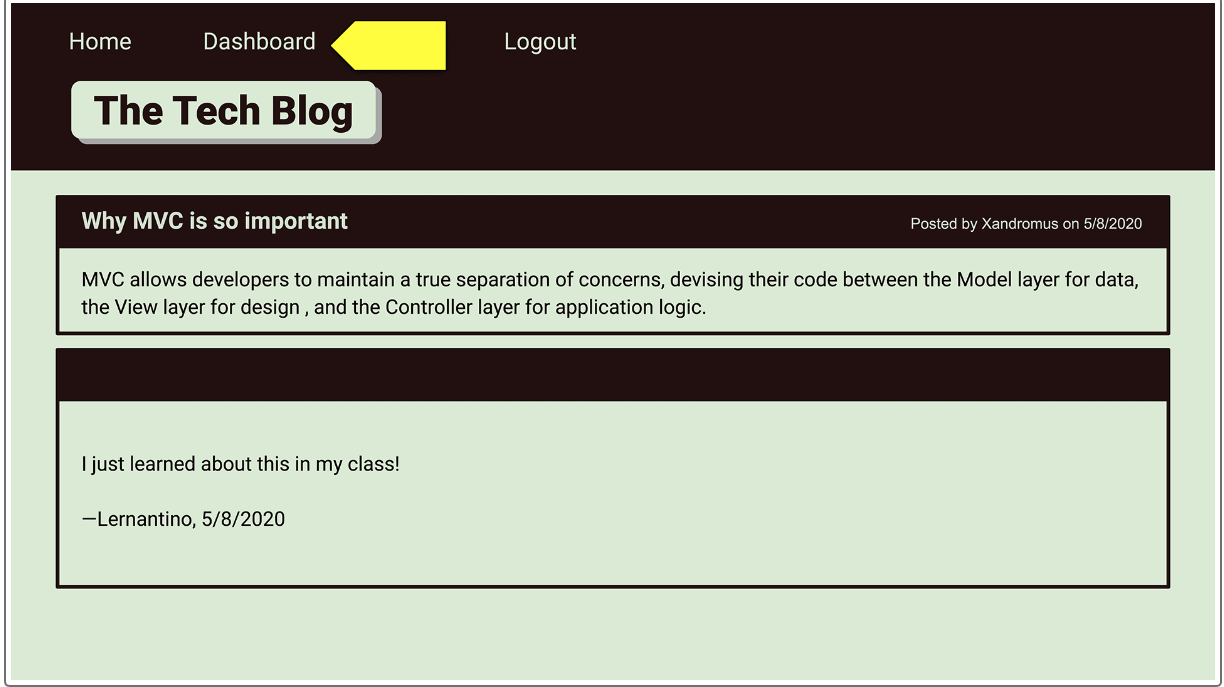 Home Dashboard Logout
The Tech Blog
Why MVC is so important Posted by Xandromus on 5/8/2020
MVC allows developers to maintain a true separation of concerns, devising their code between the Model layer for data,
the View layer for design , and the Controller layer for application logic.
I just learned about this in my class!
—Lernantino, 5/8/2020